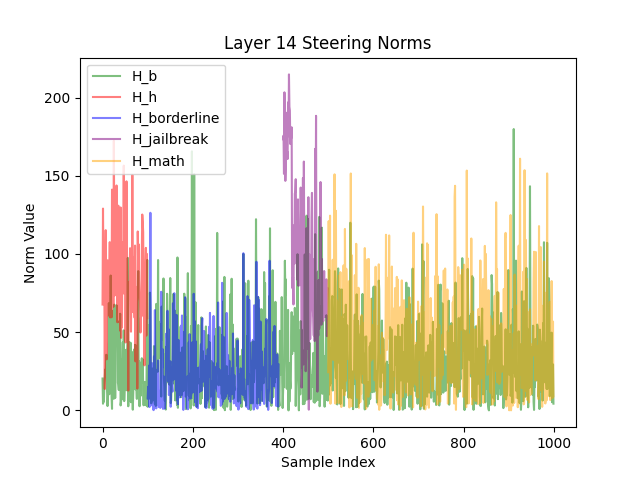 Layer 14 Steering Norms
H_b
H_h
H_borderline
H_jailbreak
H_math
Norm Value
200
150
100
50
0
0
200
400
600
800
1000
Sample Index